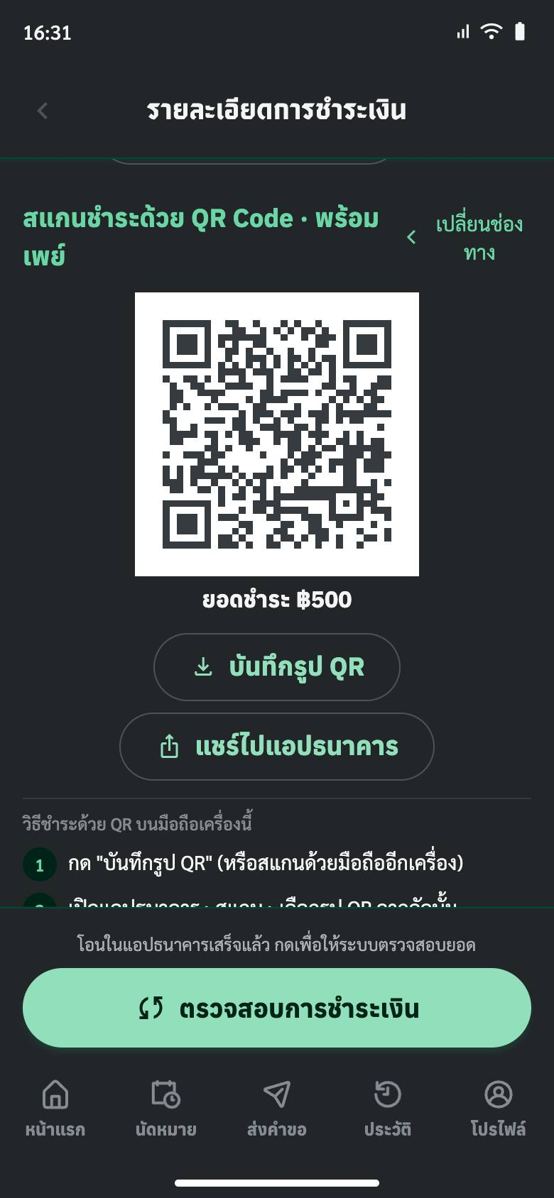 16:31
รายละเอียดการชำระเงิน
สแกนชำระด้วย QR Code · พร้อม
เพย์
เปลี่ยนช่อง
ทาง
ยอดชำระ ฿500
บันทึกรูป QR
แชร์ไปแอปธนาคาร
วิธีชำระด้วย QR บนมือถือเครื่องนี้
1 กด "บันทึกรูป QR" (หรือสแกนด้วยมือถืออีกเครื่อง)
โอนในแอปธนาคารเสร็จแล้ว กดเพื่อให้ระบบตรวจสอบยอด
ตรวจสอบการชำระเงิน
หน้าแรก
นัดหมาย
ส่งคำขอ
ประวัติ
โปรไฟล์